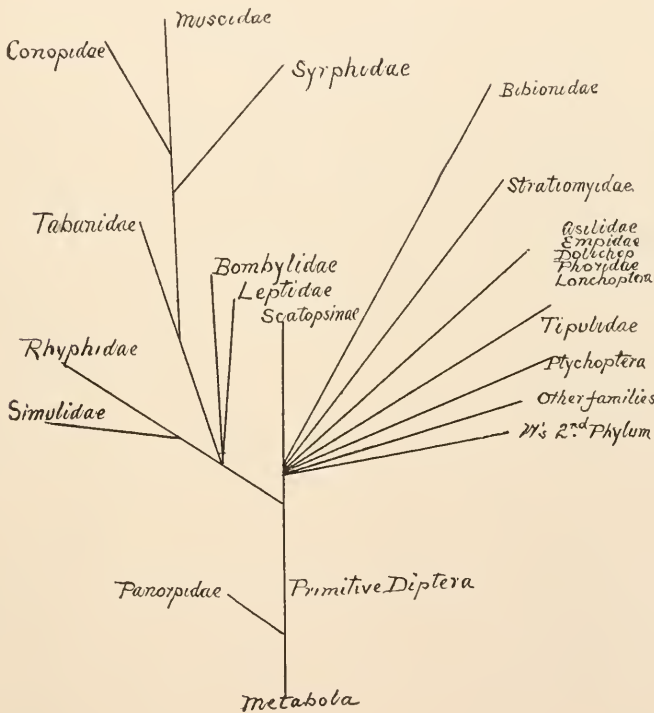 Muscidae
Conopidae
Syrphidae
Bibionidae
Stratiomyidae
Tabanidae
Asilidae
Empidae
Dolichop
Phoridae
Lonchoptera
Bombylidae
Leptidae
Scatopsinae
Tipulidae
Rhyphidae
Ptychoptera
Other families
Simulidae
W's 2nd Phylum
Panorpidae
Primitive Diptera
Metabola